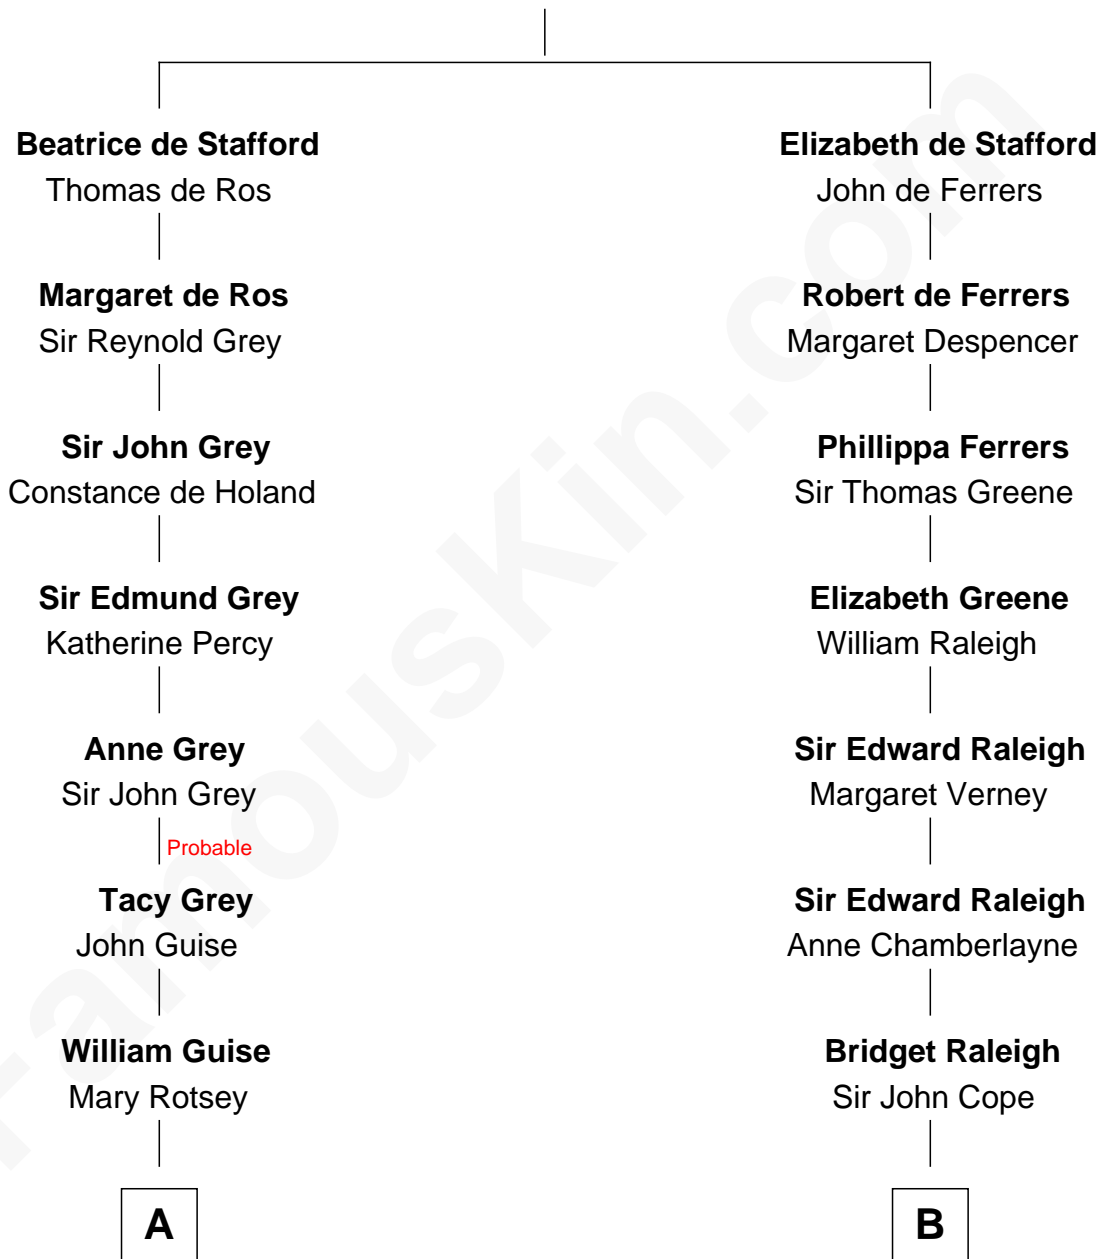 Beatrice de Stafford
Thomas de Ros
Margaret de Ros
Sir Reynold Grey
Sir John Grey
Constance de Holand
Sir Edmund Grey
Katherine Percy
Anne Grey
Sir John Grey
Probable
Tacy Grey
John Guise
William Guise
Mary Rotsey
A
Elizabeth de Stafford
John de Ferrers
Robert de Ferrers
Margaret Despencer
Phillippa Ferrers
Sir Thomas Greene
Elizabeth Greene
William Raleigh
Sir Edward Raleigh
Margaret Verney
Sir Edward Raleigh
Anne Chamberlayne
Bridget Raleigh
Sir John Cope
B
FamousKin.com